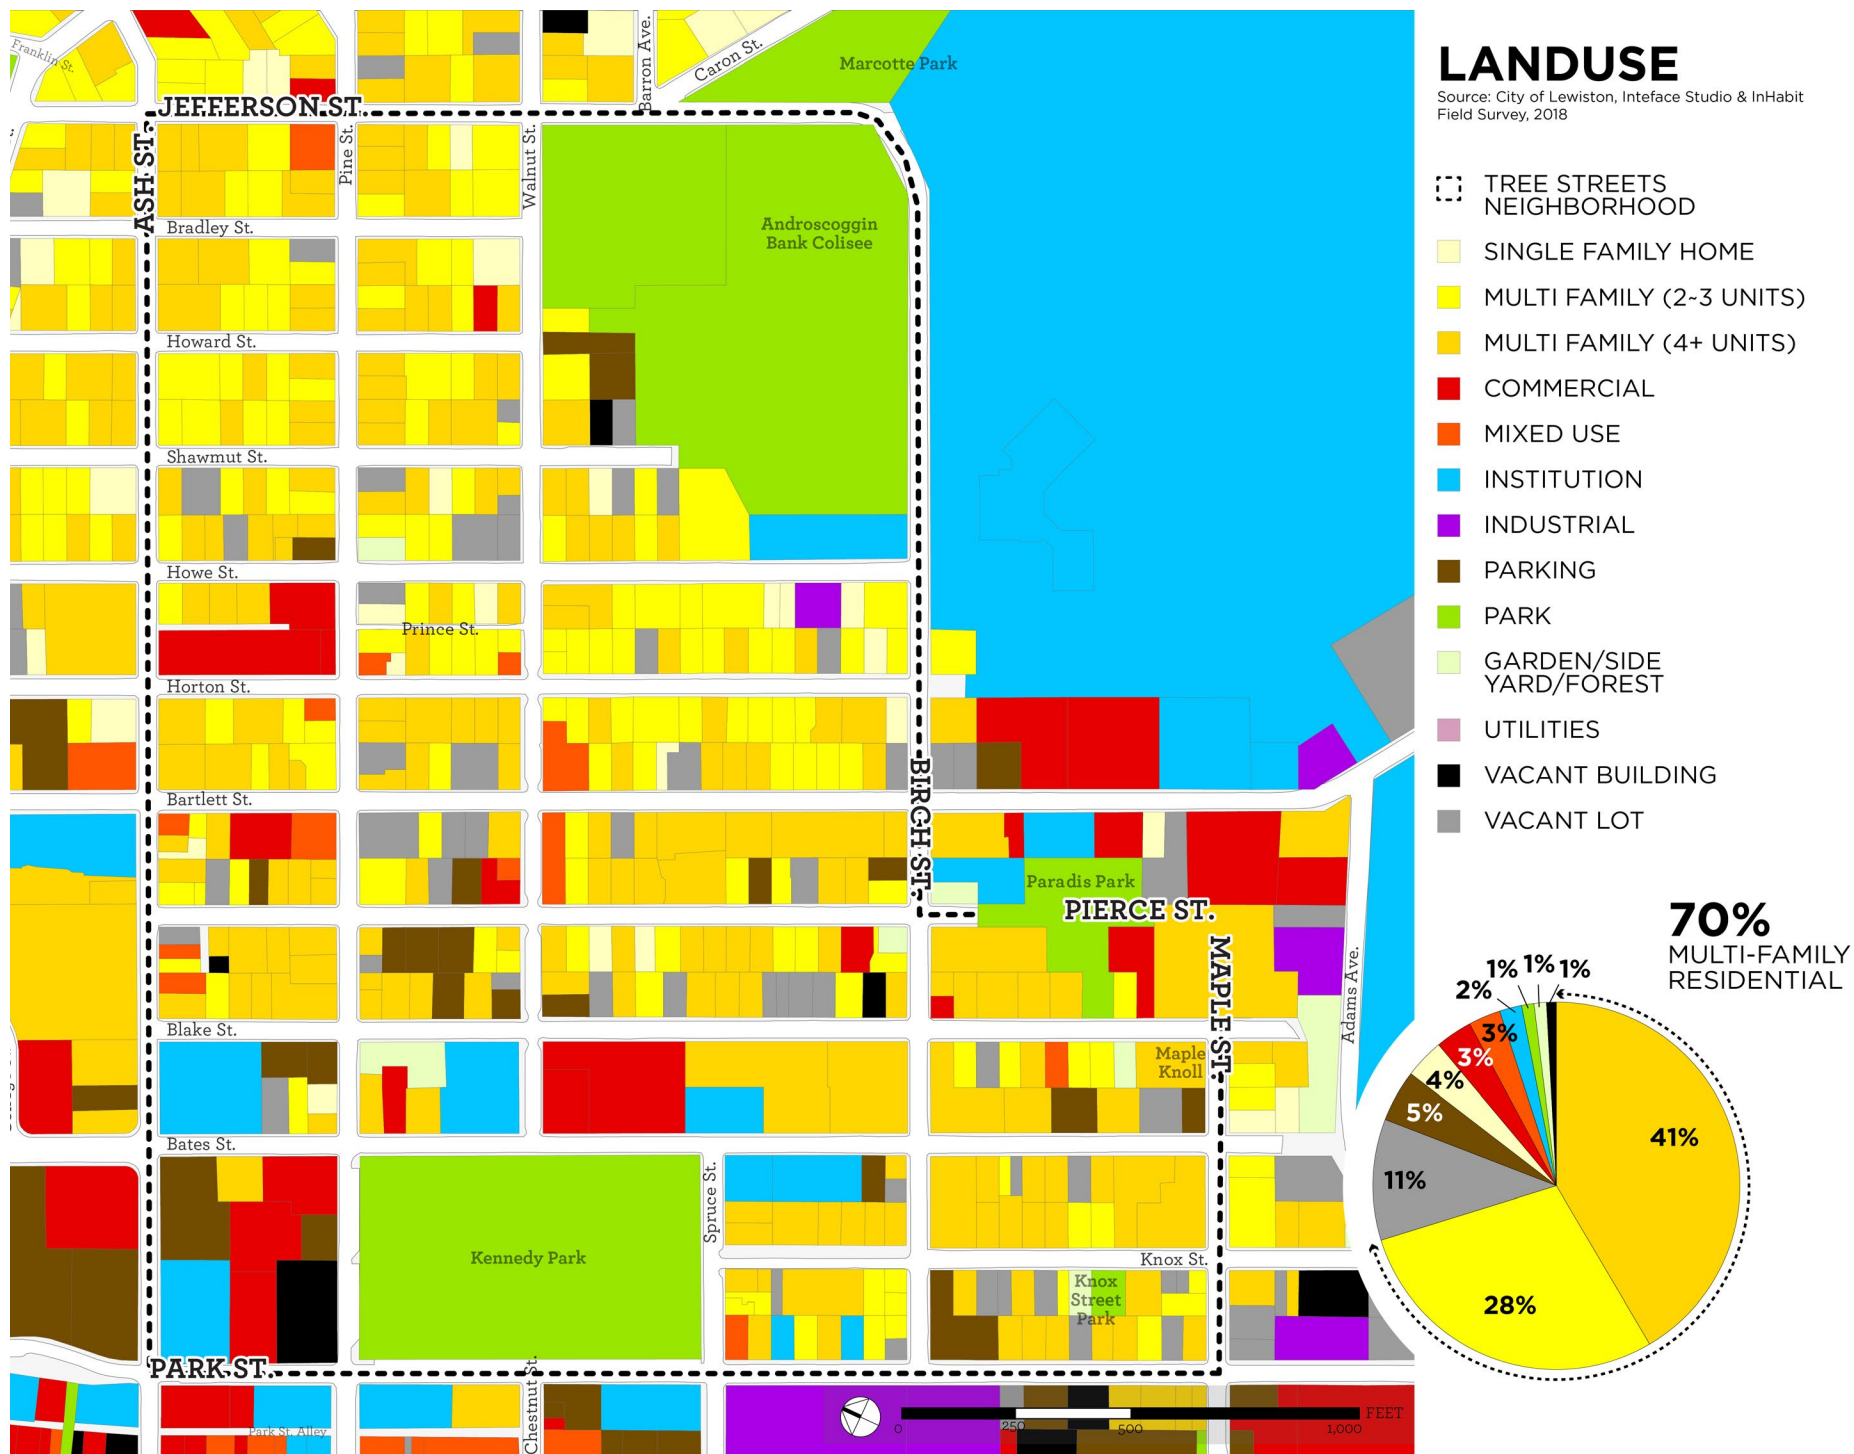 Franklin St.
Barron Ave.
Caron St.
Marcotte Park
JEFFERSON ST.
ASH ST.
Pine St.
Walnut St.
Bradley St.
Androscoggin
Bank Colisee
Howard St.
Shawmut St.
Howe St.
Prince St.
Horton St.
Bartlett St.
BIRCH ST.
Paradis Park
PIERCE ST.
MAPLE ST.
Adams Ave.
Blake St.
Maple
Knoll
Bates St.
Spruce St.
Kennedy Park
Knox St.
Knox
Street
Park
PARK ST.
Chestnut St.
Park St. Alley
0
250
500
1,000
FEET
LANDUSE
Source: City of Lewiston, Inteface Studio & InHabit
Field Survey, 2018
TREE STREETS
NEIGHBORHOOD
SINGLE FAMILY HOME
MULTI FAMILY (2~3 UNITS)
MULTI FAMILY (4+ UNITS)
COMMERCIAL
MIXED USE
INSTITUTION
INDUSTRIAL
PARKING
PARK
GARDEN/SIDE
YARD/FOREST
UTILITIES
VACANT BUILDING
VACANT LOT
70%
MULTI-FAMILY
RESIDENTIAL
1% 1% 1%
2%
3%
3%
4%
5%
11%
41%
28%